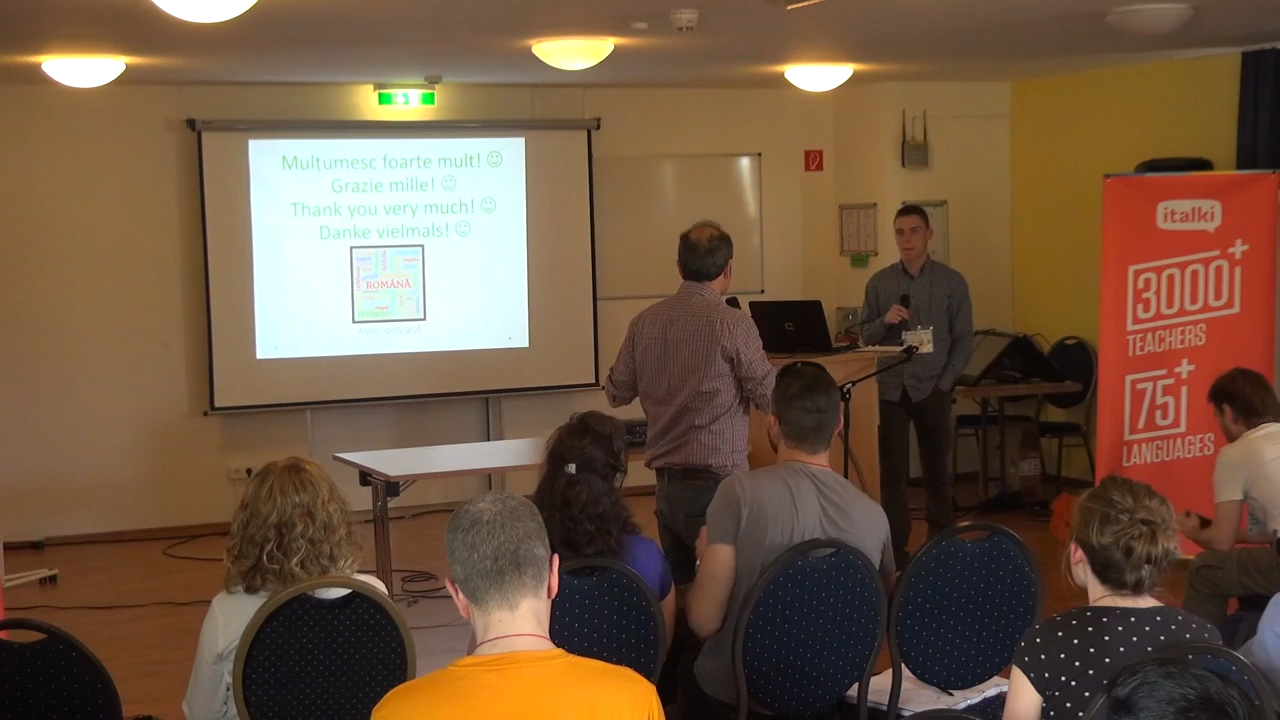 Mulțumesc foarte mult! ☺
Grazie mille! ☺
Thank you very much! ☺
Danke vielmals! ☺
ROMÂNĂ
italki
3000+
TEACHERS
75+
LANGUAGES